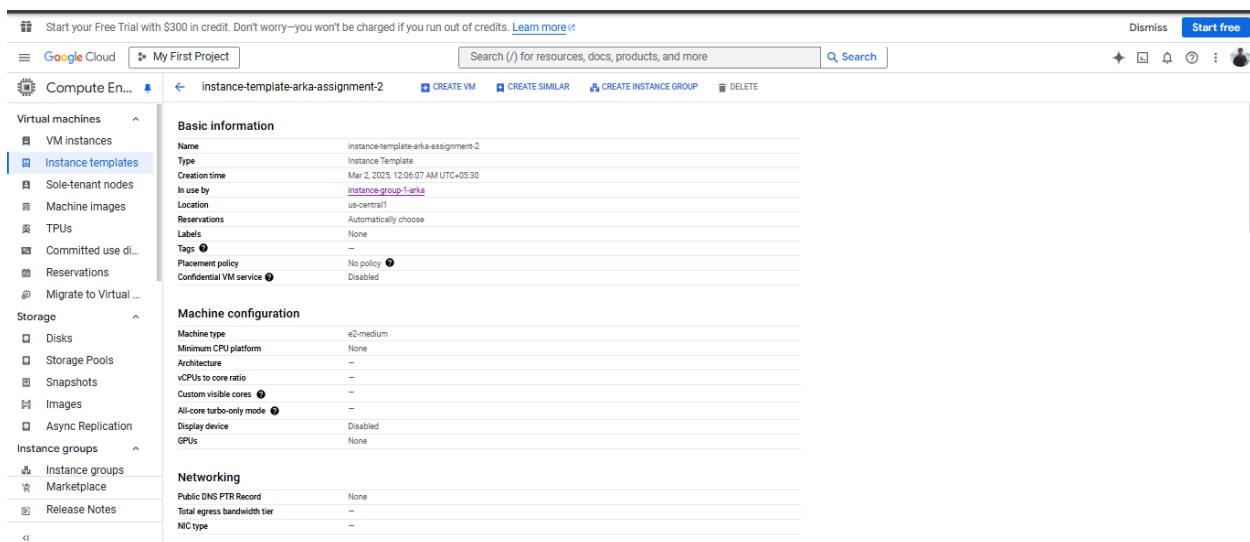 Start your Free Trial with $300 in credit. Don't worry—you won't be charged if you run out of credits. Learn more
Dismiss
Start free
Google Cloud
My First Project
Search (/) for resources, docs, products, and more
Search
Compute En...
instance-template-arka-assignment-2
CREATE VM
CREATE SIMILAR
CREATE INSTANCE GROUP
DELETE
Virtual machines
VM instances
Instance templates
Sole-tenant nodes
Machine images
TPUs
Committed use di...
Reservations
Migrate to Virtual ...
Storage
Disks
Storage Pools
Snapshots
Images
Async Replication
Instance groups
Instance groups
Marketplace
Release Notes
Basic information
Name instance-template-arka-assignment-2
Type Instance Template
Creation time Mar 2, 2025, 12:06:07 AM UTC+05:30
In use by instance-group-1-arka
Location us-central1
Reservations Automatically choose
Labels None
Tags —
Placement policy No policy
Confidential VM service Disabled
Machine configuration
Machine type e2-medium
Minimum CPU platform None
Architecture —
vCPUs to core ratio —
Custom visible cores —
All-core turbo-only mode —
Display device Disabled
GPUs None
Networking
Public DNS PTR Record None
Total egress bandwidth tier —
NIC type —